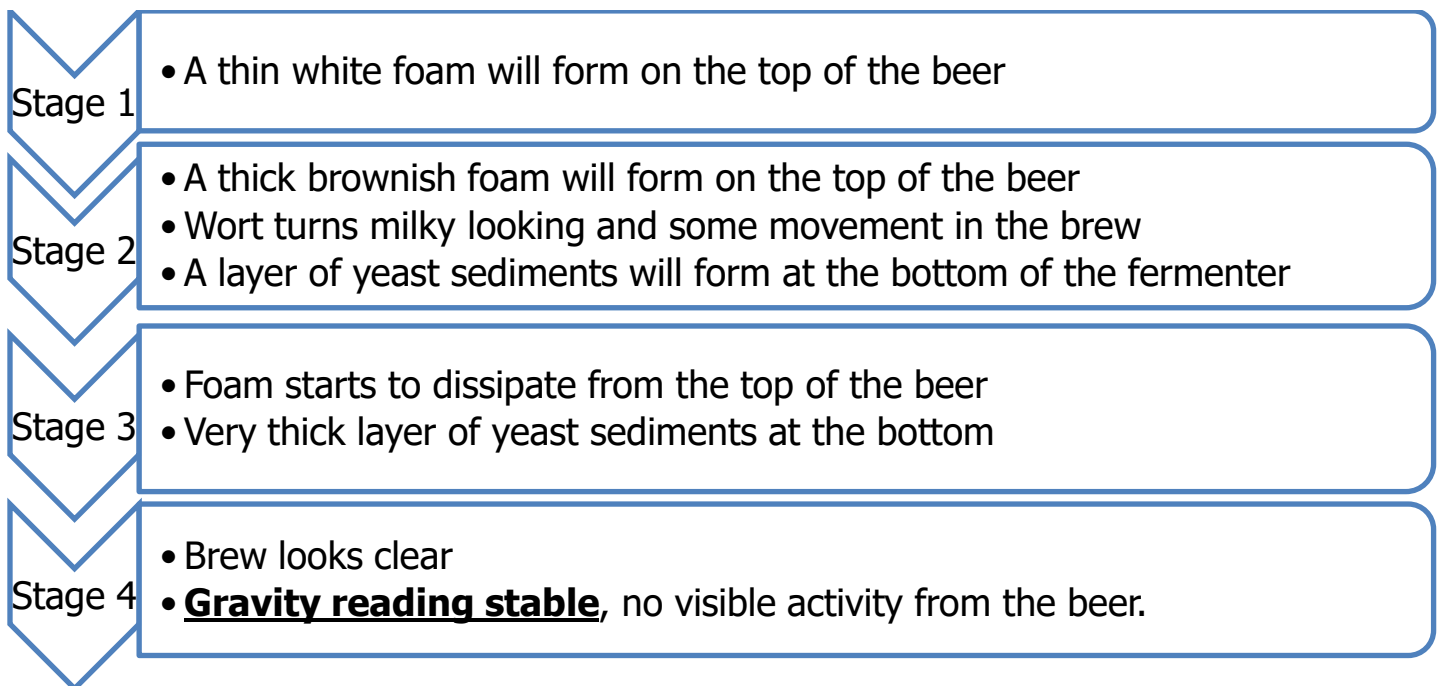 Stage 1
• A thin white foam will form on the top of the beer
Stage 2
• A thick brownish foam will form on the top of the beer
• Wort turns milky looking and some movement in the brew
• A layer of yeast sediments will form at the bottom of the fermenter
Stage 3
• Foam starts to dissipate from the top of the beer
• Very thick layer of yeast sediments at the bottom
Stage 4
• Brew looks clear
• Gravity reading stable, no visible activity from the beer.